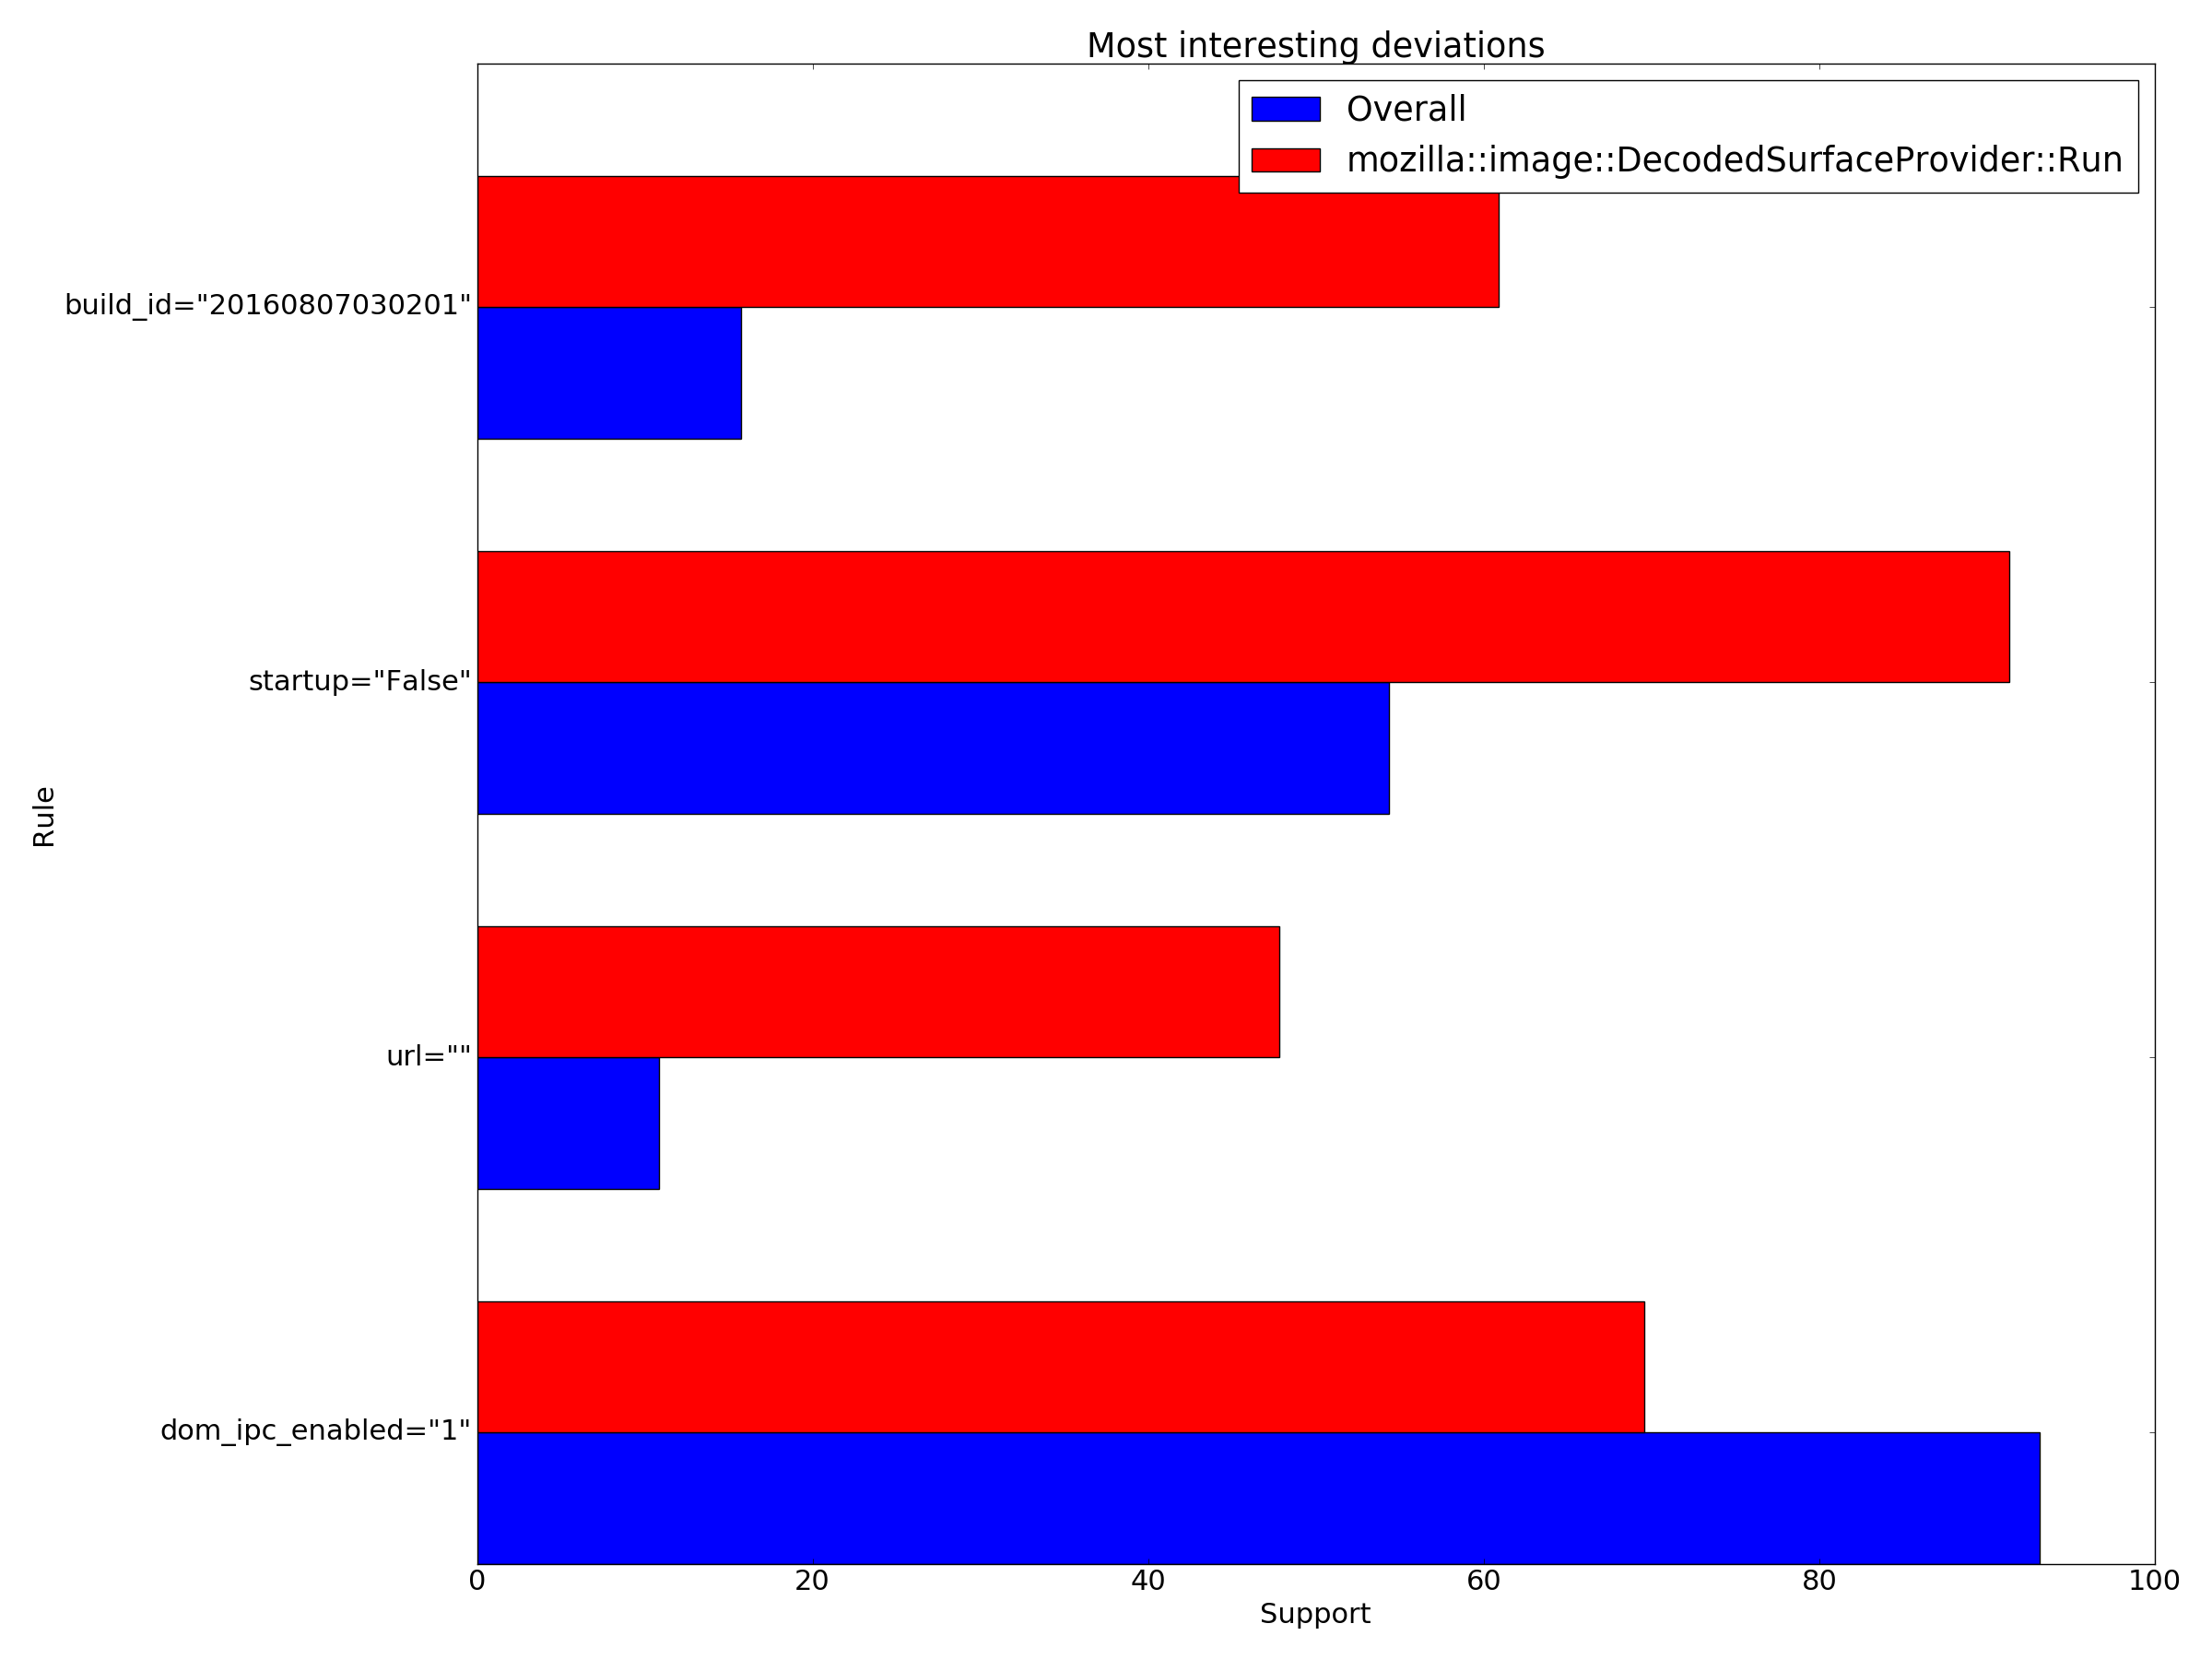 Most interesting deviations
Overall
mozilla::image::DecodedSurfaceProvider::Run
build_id="20160807030201"
startup="False"
Rule
url=""
dom_ipc_enabled="1"
0 20 40 60 80 100
Support